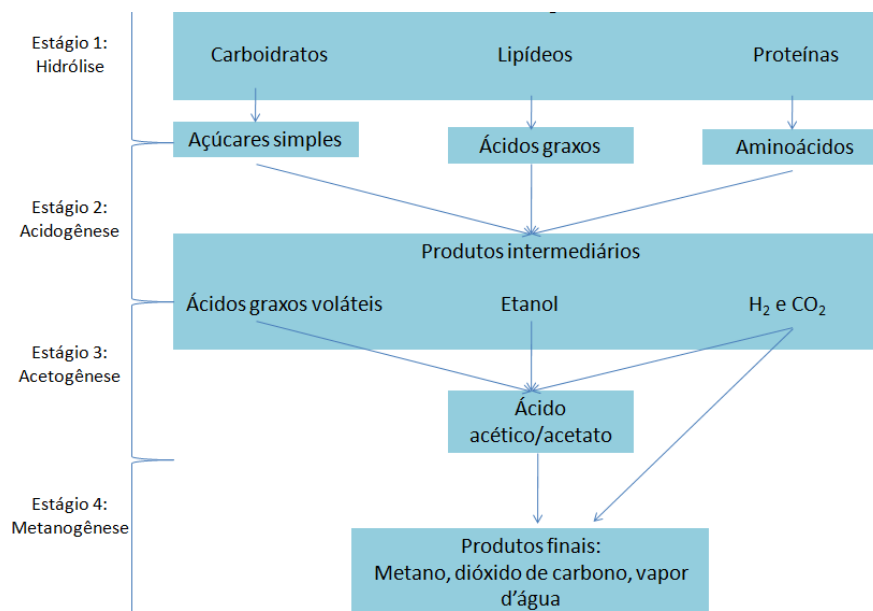 Estágio 1:
Hidrólise
Carboidratos
Lipídeos
Proteínas
Açúcares simples
Ácidos graxos
Aminoácidos
Estágio 2:
Acidogênese
Produtos intermediários
Ácidos graxos voláteis
Etanol
H₂ e CO₂
Estágio 3:
Acetogênese
Ácido
acético/acetato
Estágio 4:
Metanogênese
Produtos finais:
Metano, dióxido de carbono, vapor
d’água